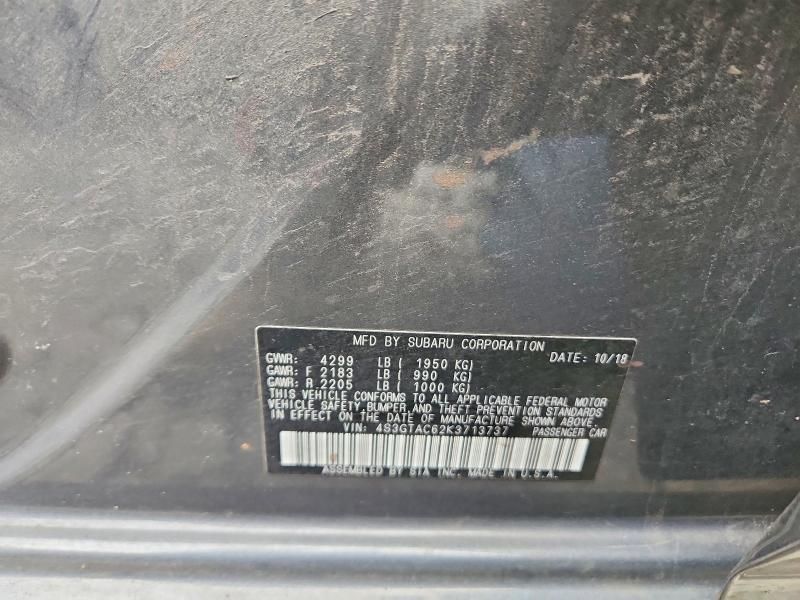 MFD BY SUBARU CORPORATION
DATE: 10/18
GVWR: 4299 LB ( 1950 KG)
GAWR: F 2183 LB ( 990 KG)
GAWR: R 2205 LB ( 1000 KG)
THIS VEHICLE CONFORMS TO ALL APPLICABLE FEDERAL MOTOR
VEHICLE SAFETY, BUMPER, AND THEFT PREVENTION STANDARDS
IN EFFECT ON THE DATE OF MANUFACTURE SHOWN ABOVE.
VIN: 4S3GTAC62K3713737 PASSENGER CAR
ASSEMBLED BY SIA INC. MADE IN U.S.A.